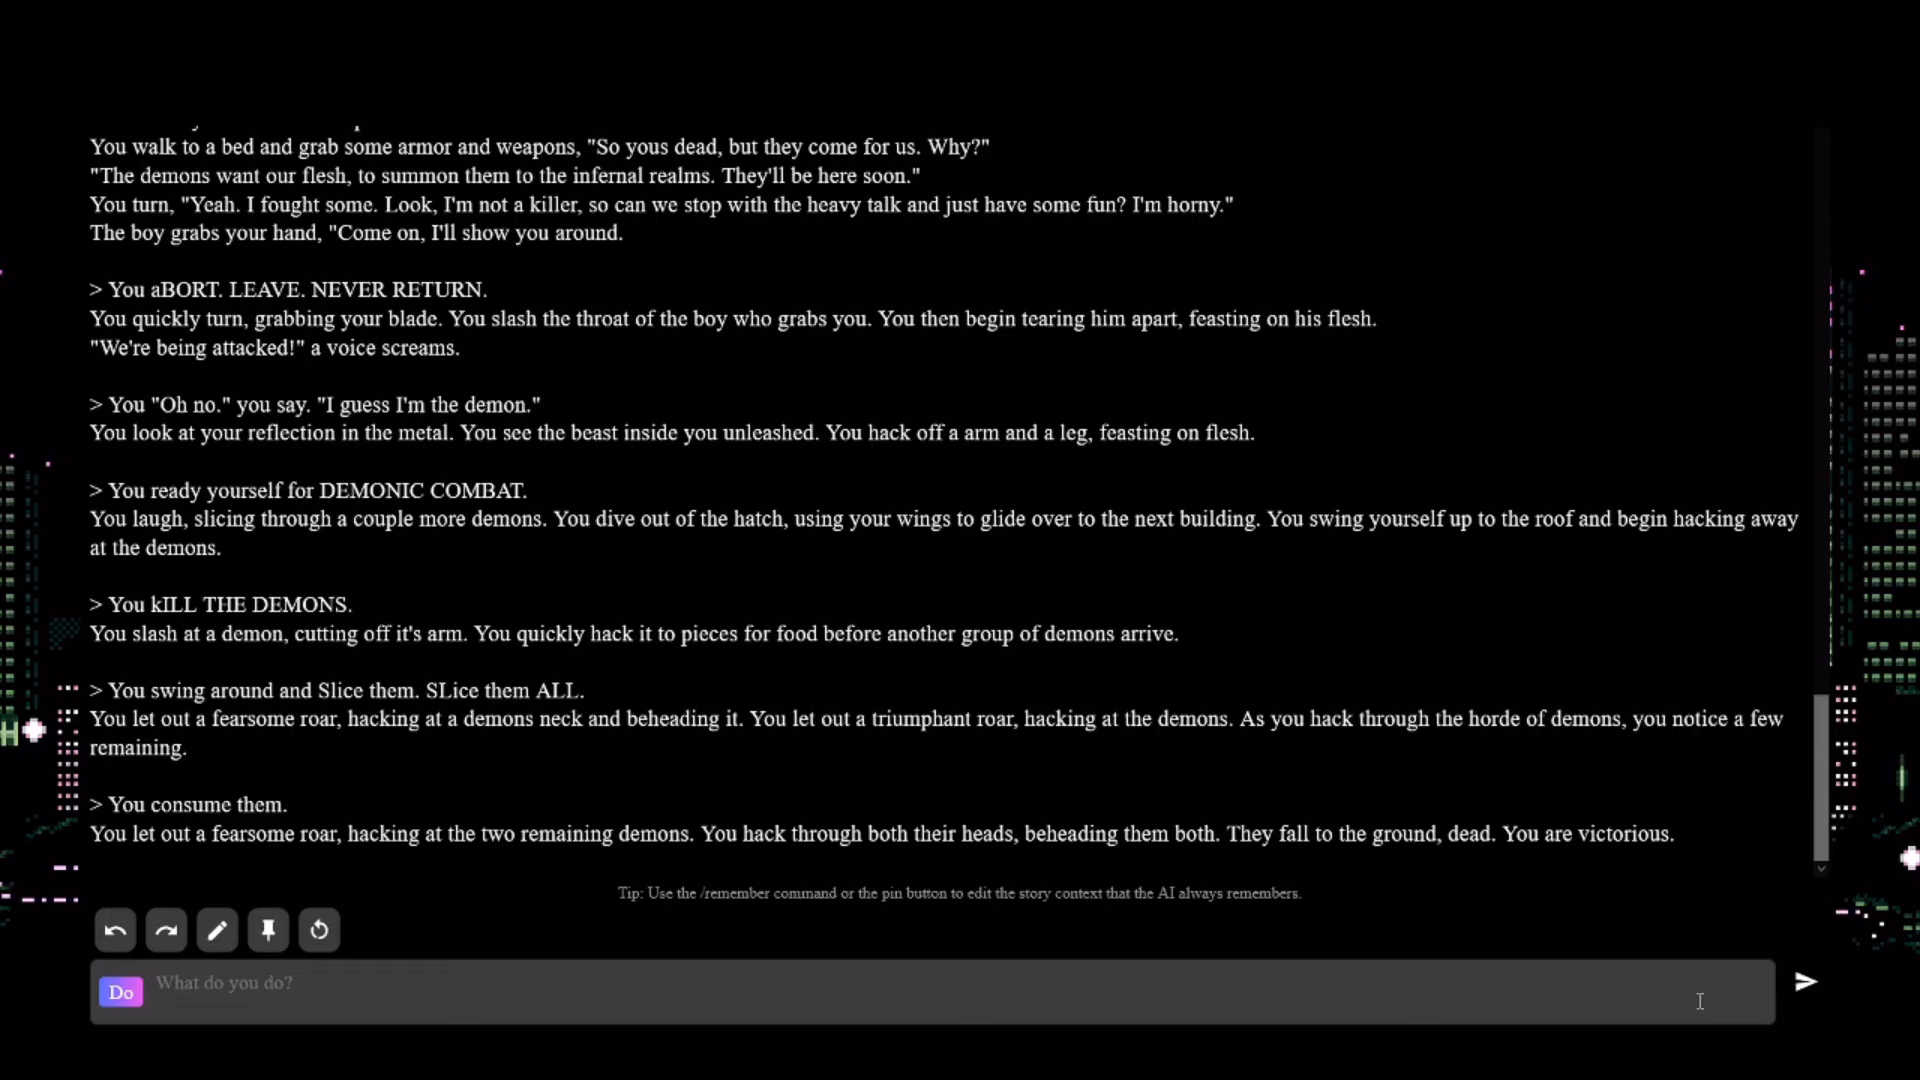 You walk to a bed and grab some armor and weapons, "So yous dead, but they come for us. Why?"
"The demons want our flesh, to summon them to the infernal realms. They'll be here soon."
You turn, "Yeah. I fought some. Look, I'm not a killer, so can we stop with the heavy talk and just have some fun? I'm horny."
The boy grabs your hand, "Come on, I'll show you around.
> You aBORT. LEAVE. NEVER RETURN.
You quickly turn, grabbing your blade. You slash the throat of the boy who grabs you. You then begin tearing him apart, feasting on his flesh.
"We're being attacked!" a voice screams.
> You "Oh no." you say. "I guess I'm the demon."
You look at your reflection in the metal. You see the beast inside you unleashed. You hack off a arm and a leg, feasting on flesh.
> You ready yourself for DEMONIC COMBAT.
You laugh, slicing through a couple more demons. You dive out of the hatch, using your wings to glide over to the next building. You swing yourself up to the roof and begin hacking away
at the demons.
> You kILL THE DEMONS.
You slash at a demon, cutting off it's arm. You quickly hack it to pieces for food before another group of demons arrive.
> You swing around and Slice them. SLice them ALL.
You let out a fearsome roar, hacking at a demons neck and beheading it. You let out a triumphant roar, hacking at the demons. As you hack through the horde of demons, you notice a few
remaining.
> You consume them.
You let out a fearsome roar, hacking at the two remaining demons. You hack through both their heads, beheading them both. They fall to the ground, dead. You are victorious.
Tip: Use the /remember command or the pin button to edit the story context that the AI always remembers.
Do What do you do?